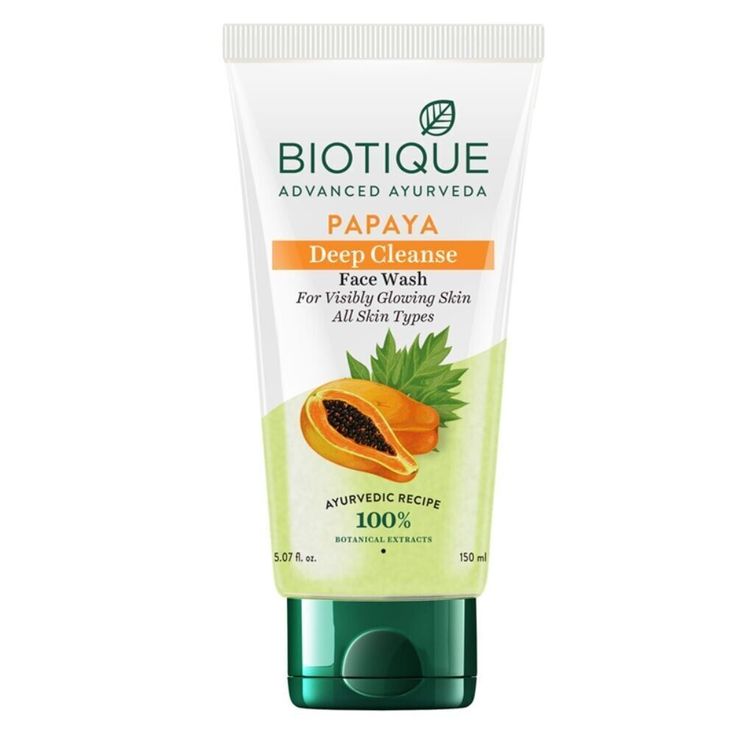 BIOTIQUE
ADVANCED AYURVEDA
PAPAYA
Deep Cleanse
Face Wash
For Visibly Glowing Skin
All Skin Types
AYURVEDIC RECIPE
100%
BOTANICAL EXTRACTS
5.07 fl. oz. 150 ml